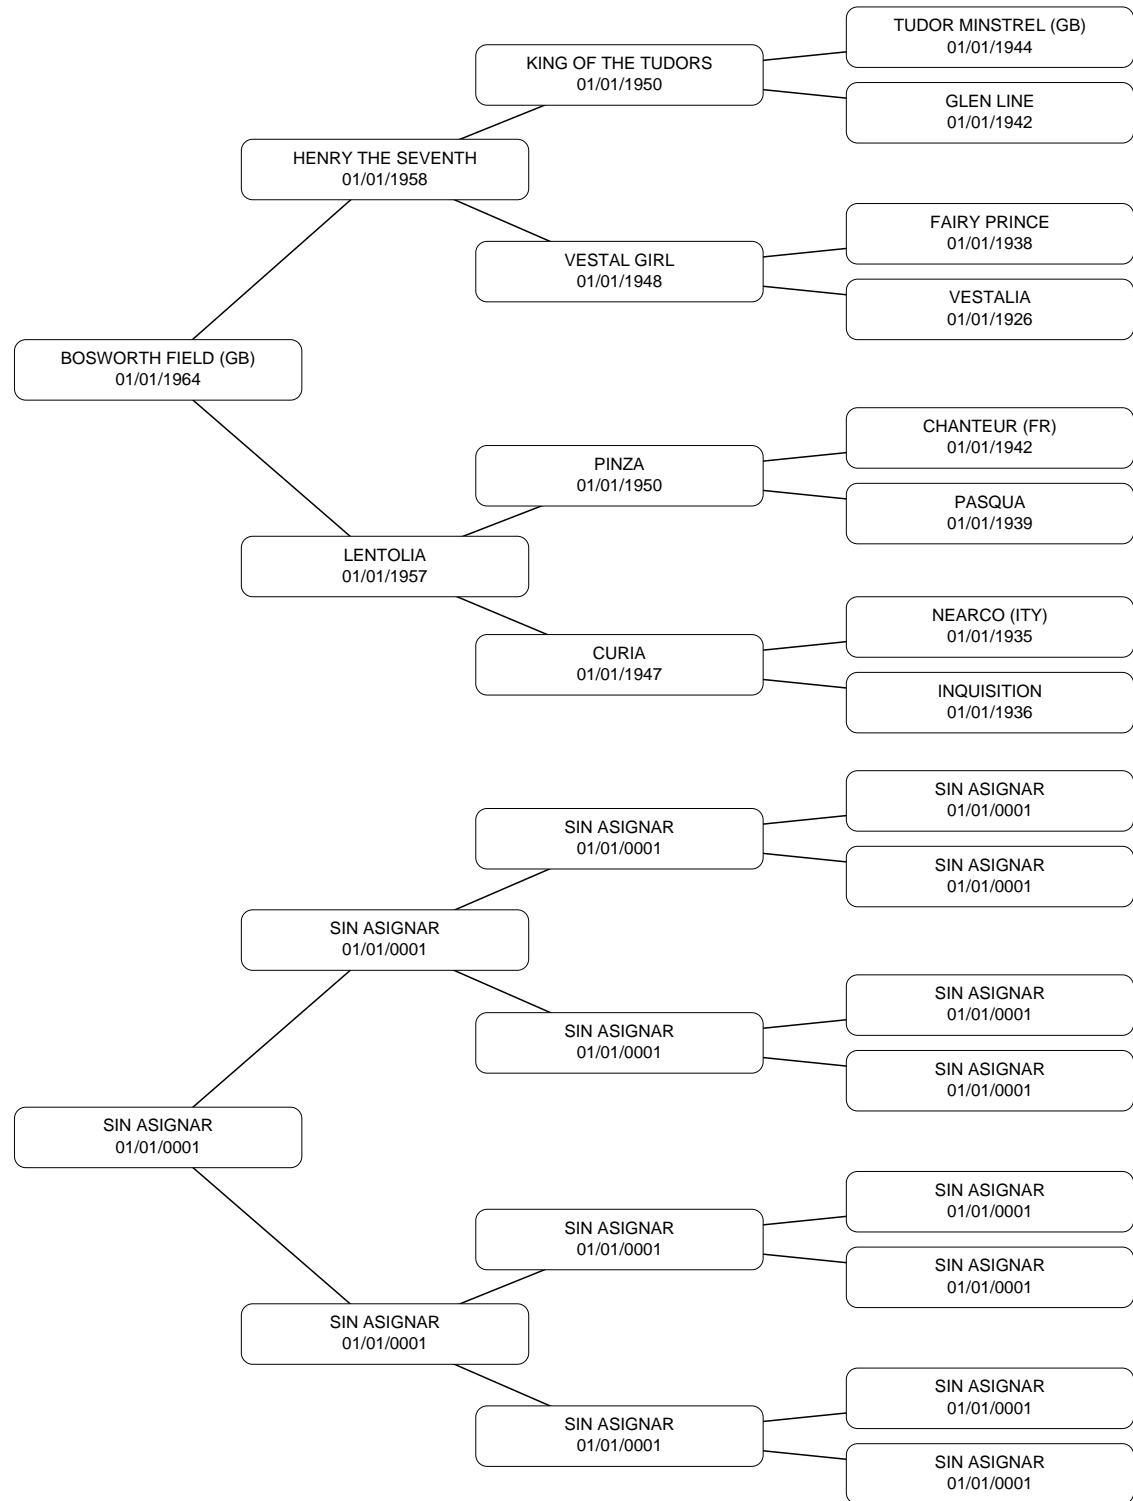 TUDOR MINSTREL (GB)
01/01/1944
KING OF THE TUDORS
01/01/1950
GLEN LINE
01/01/1942
HENRY THE SEVENTH
01/01/1958
FAIRY PRINCE
01/01/1938
VESTAL GIRL
01/01/1948
VESTALIA
01/01/1926
BOSWORTH FIELD (GB)
01/01/1964
CHANTEUR (FR)
01/01/1942
PINZA
01/01/1950
PASQUA
01/01/1939
LENTOLIA
01/01/1957
NEARCO (ITY)
01/01/1935
CURIA
01/01/1947
INQUISITION
01/01/1936
SIN ASIGNAR
01/01/0001
SIN ASIGNAR
01/01/0001
SIN ASIGNAR
01/01/0001
SIN ASIGNAR
01/01/0001
SIN ASIGNAR
01/01/0001
SIN ASIGNAR
01/01/0001
SIN ASIGNAR
01/01/0001
SIN ASIGNAR
01/01/0001
SIN ASIGNAR
01/01/0001
SIN ASIGNAR
01/01/0001
SIN ASIGNAR
01/01/0001
SIN ASIGNAR
01/01/0001
SIN ASIGNAR
01/01/0001
SIN ASIGNAR
01/01/0001
SIN ASIGNAR
01/01/0001